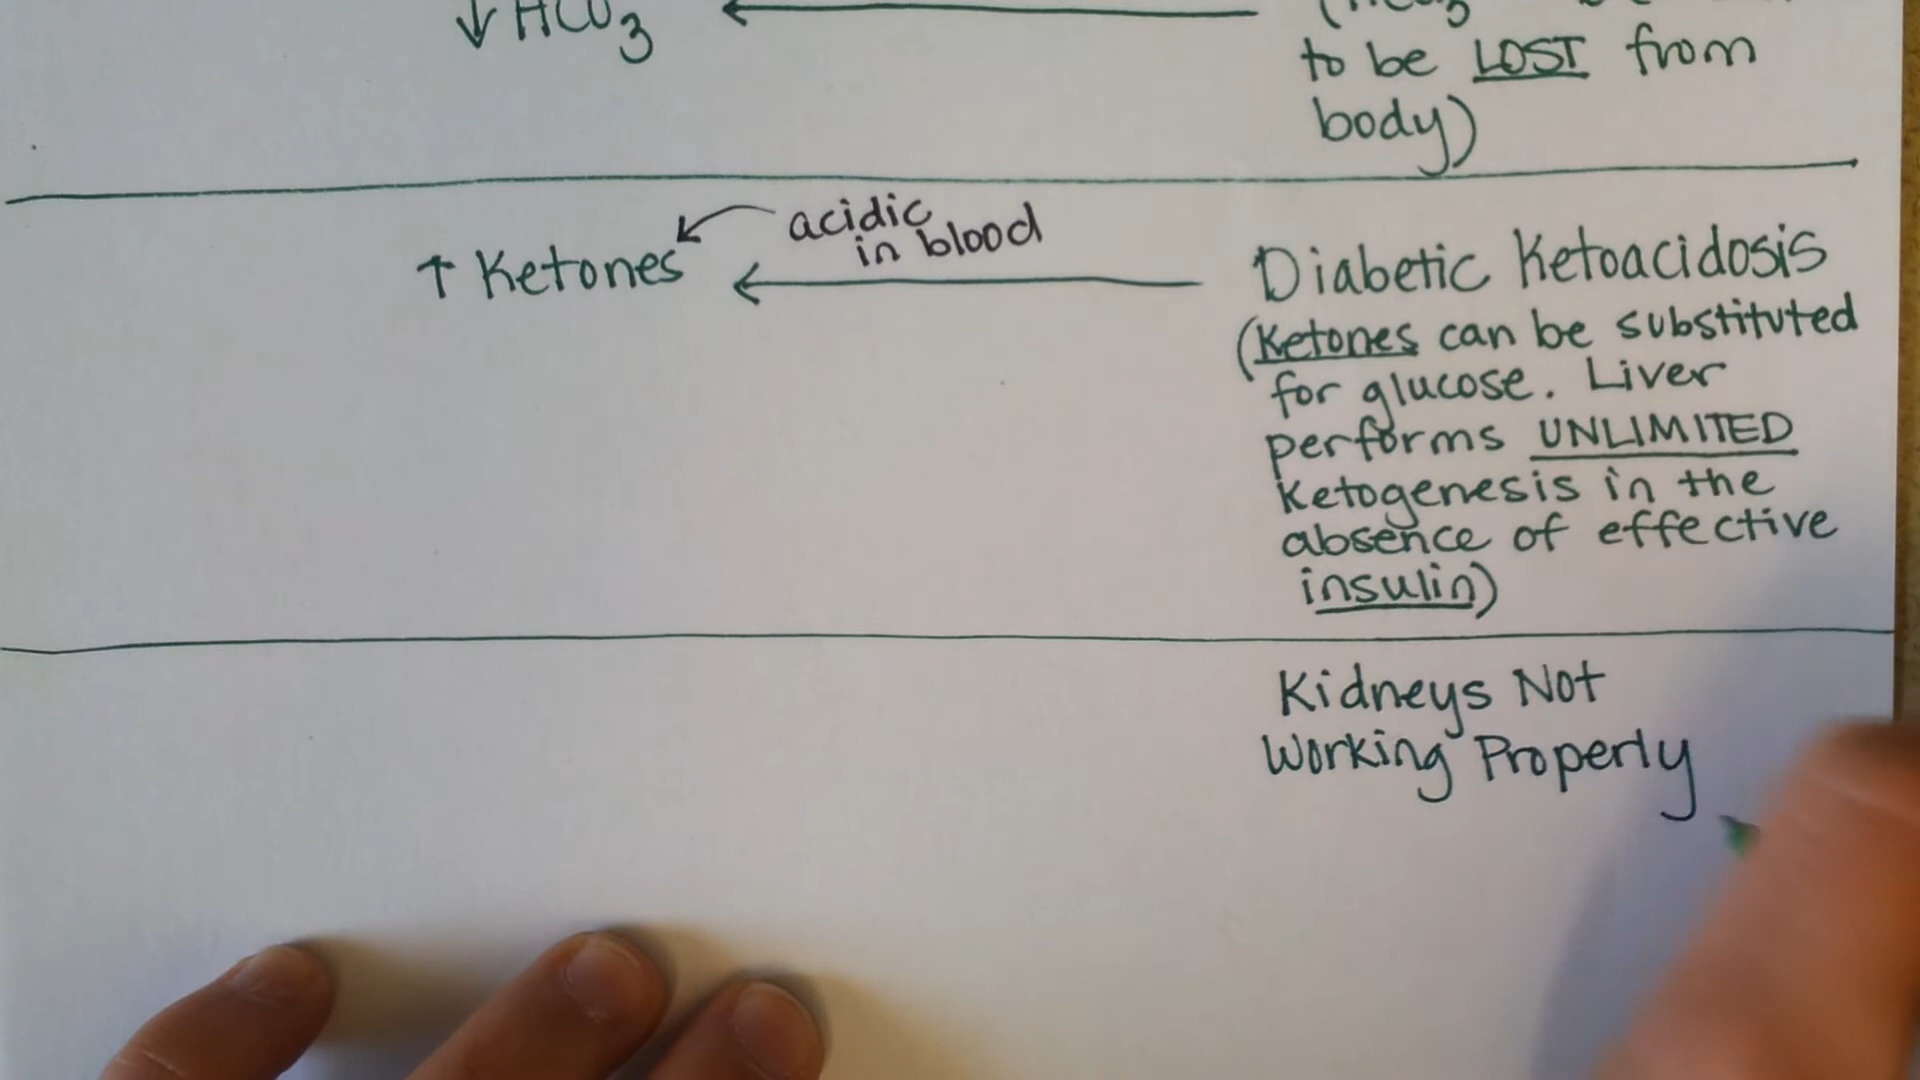 ↓ HCO3 ←
to be LOST from
body)
↑ Ketones
acidic
in blood
Diabetic Ketoacidosis
(Ketones can be substituted
for glucose. Liver
performs UNLIMITED
Ketogenesis in the
absence of effective
insulin)
Kidneys Not
Working Properly